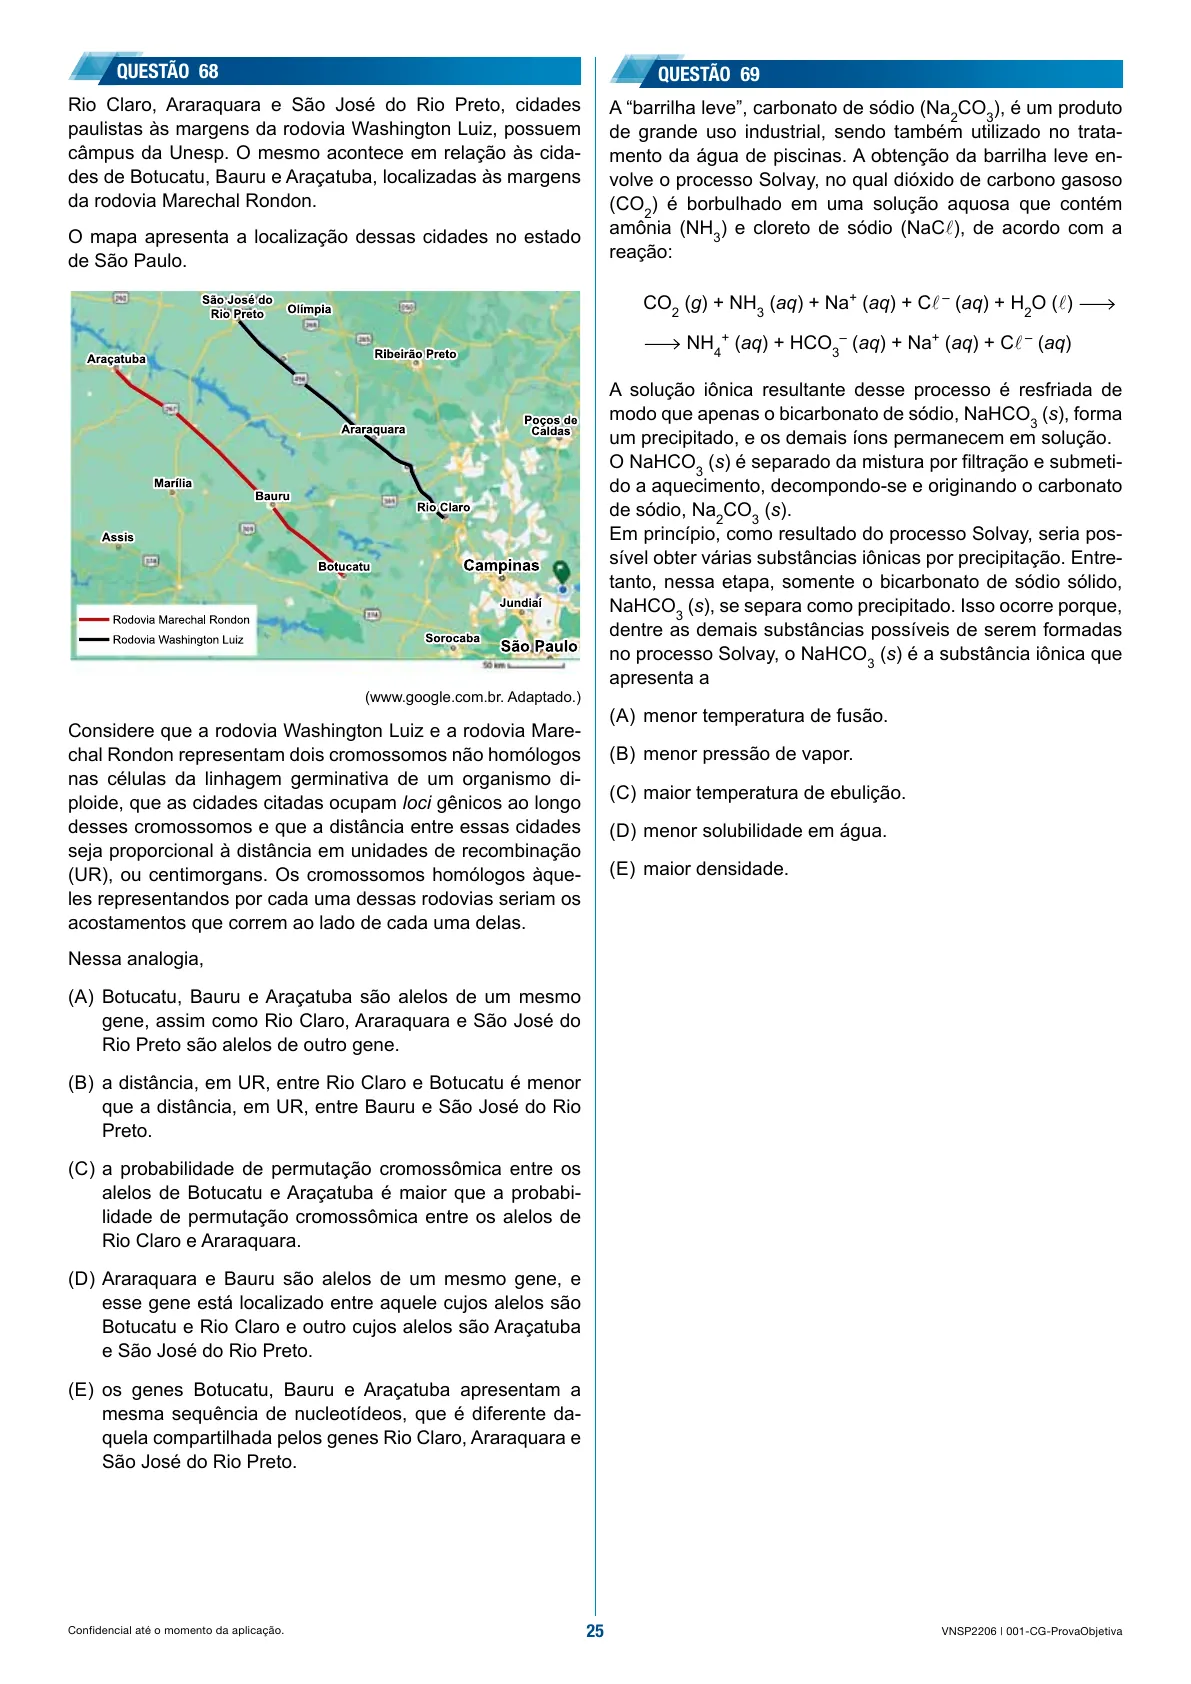 QUESTÃO 68
Rio Claro, Araraquara e São José do Rio Preto, cidades
paulistas às margens da rodovia Washington Luiz, possuem
câmpus da Unesp. O mesmo acontece em relação às cida-
des de Botucatu, Bauru e Araçatuba, localizadas às margens
da rodovia Marechal Rondon.
O mapa apresenta a localização dessas cidades no estado
de São Paulo.
São José do
Rio Preto
Olímpia
Ribeirão Preto
Araçatuba
Poços de
Caldas
Araraquara
Marília
Bauru
Rio Claro
Assis
Botucatu
Campinas
Jundiaí
Rodovia Marechal Rondon
Rodovia Washington Luiz
Sorocaba
São Paulo
50 km
(www.google.com.br. Adaptado.)
Considere que a rodovia Washington Luiz e a rodovia Mare-
chal Rondon representam dois cromossomos não homólogos
nas células da linhagem germinativa de um organismo di-
ploide, que as cidades citadas ocupam loci gênicos ao longo
desses cromossomos e que a distância entre essas cidades
seja proporcional à distância em unidades de recombinação
(UR), ou centimorgans. Os cromossomos homólogos àque-
les representandos por cada uma dessas rodovias seriam os
acostamentos que correm ao lado de cada uma delas.
Nessa analogia,
(A) Botucatu, Bauru e Araçatuba são alelos de um mesmo
gene, assim como Rio Claro, Araraquara e São José do
Rio Preto são alelos de outro gene.
(B) a distância, em UR, entre Rio Claro e Botucatu é menor
que a distância, em UR, entre Bauru e São José do Rio
Preto.
(C) a probabilidade de permutação cromossômica entre os
alelos de Botucatu e Araçatuba é maior que a probabi-
lidade de permutação cromossômica entre os alelos de
Rio Claro e Araraquara.
(D) Araraquara e Bauru são alelos de um mesmo gene, e
esse gene está localizado entre aquele cujos alelos são
Botucatu e Rio Claro e outro cujos alelos são Araçatuba
e São José do Rio Preto.
(E) os genes Botucatu, Bauru e Araçatuba apresentam a
mesma sequência de nucleotídeos, que é diferente da-
quela compartilhada pelos genes Rio Claro, Araraquara e
São José do Rio Preto.
QUESTÃO 69
A “barrilha leve”, carbonato de sódio (Na₂CO₃), é um produto
de grande uso industrial, sendo também utilizado no trata-
mento da água de piscinas. A obtenção da barrilha leve en-
volve o processo Solvay, no qual dióxido de carbono gasoso
(CO₂) é borbulhado em uma solução aquosa que contém
amônia (NH₃) e cloreto de sódio (NaCℓ), de acordo com a
reação:
CO₂ (g) + NH₃ (aq) + Na⁺ (aq) + Cℓ⁻ (aq) + H₂O (ℓ) ⟶
⟶ NH₄⁺ (aq) + HCO₃⁻ (aq) + Na⁺ (aq) + Cℓ⁻ (aq)
A solução iônica resultante desse processo é resfriada de
modo que apenas o bicarbonato de sódio, NaHCO₃ (s), forma
um precipitado, e os demais íons permanecem em solução.
O NaHCO₃ (s) é separado da mistura por filtração e submeti-
do a aquecimento, decompondo-se e originando o carbonato
de sódio, Na₂CO₃ (s).
Em princípio, como resultado do processo Solvay, seria pos-
sível obter várias substâncias iônicas por precipitação. Entre-
tanto, nessa etapa, somente o bicarbonato de sódio sólido,
NaHCO₃ (s), se separa como precipitado. Isso ocorre porque,
dentre as demais substâncias possíveis de serem formadas
no processo Solvay, o NaHCO₃ (s) é a substância iônica que
apresenta a
(A) menor temperatura de fusão.
(B) menor pressão de vapor.
(C) maior temperatura de ebulição.
(D) menor solubilidade em água.
(E) maior densidade.
Confidencial até o momento da aplicação.
25
VNSP2206 | 001-CG-ProvaObjetiva